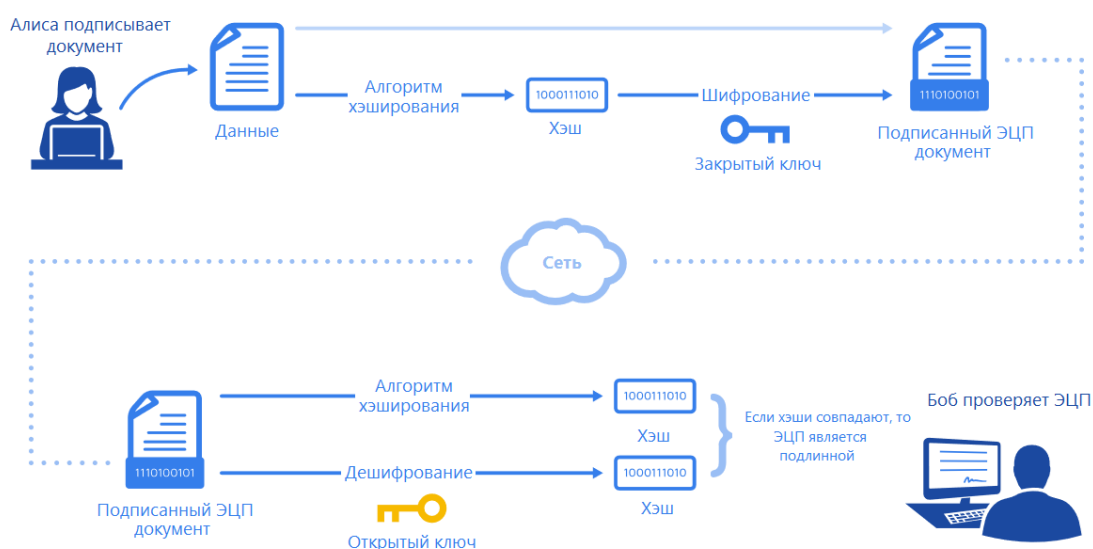 Алиса подписывает
документ
Данные
Алгоритм
хэширования
1000111010
Хэш
Шифрование
Закрытый ключ
1110100101
Подписанный ЭЦП
документ
Сеть
1110100101
Подписанный ЭЦП
документ
Алгоритм
хэширования
1000111010
Хэш
Дешифрование
Открытый ключ
1000111010
Хэш
Если хэши совпадают, то
ЭЦП является
подлинной
Боб проверяет ЭЦП